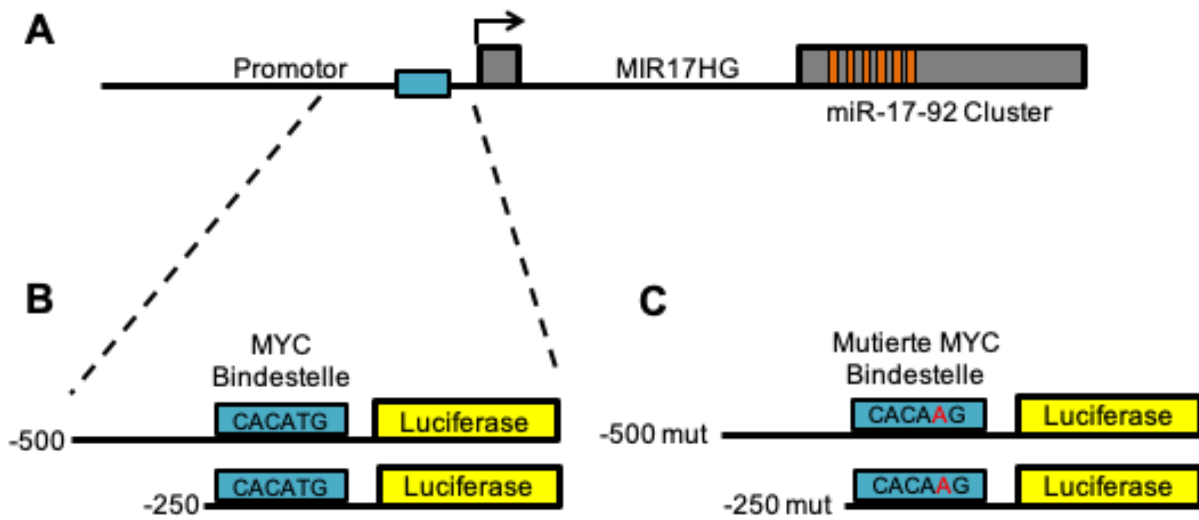 A
Promotor
MIR17HG
miR-17-92 Cluster
B
MYC
Bindestelle
-500
CACATG
Luciferase
-250
CACATG
Luciferase
C
Mutierte MYC
Bindestelle
-500 mut
CACAAG
Luciferase
-250 mut
CACAAG
Luciferase